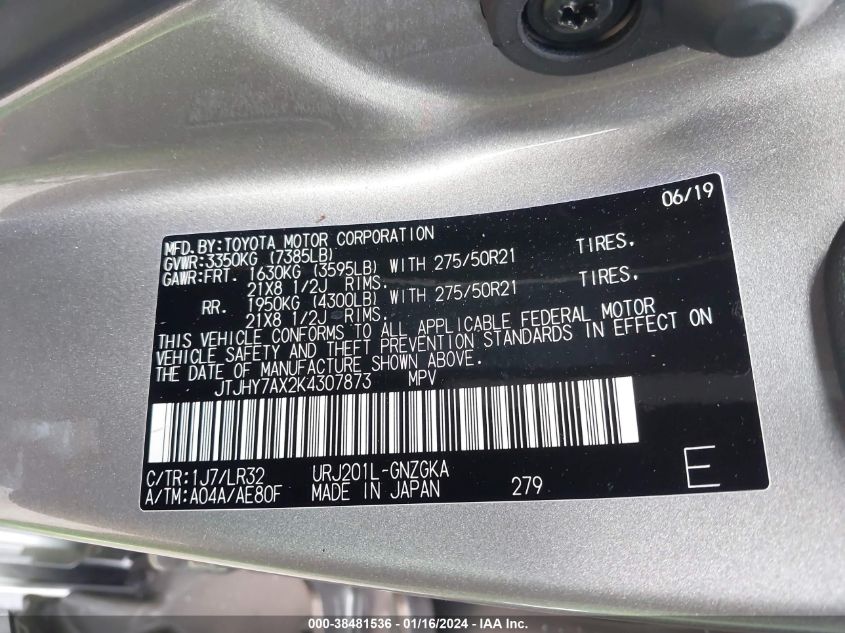 06/19
MFD. BY: TOYOTA MOTOR CORPORATION
GVWR: 3350KG (7385LB)
GAWR: FRT. 1630KG (3595LB) WITH 275/50R21 TIRES.
21X8 1/2J RIMS.
RR. 1950KG (4300LB) WITH 275/50R21 TIRES.
21X8 1/2J RIMS.
THIS VEHICLE CONFORMS TO ALL APPLICABLE FEDERAL MOTOR
VEHICLE SAFETY AND THEFT PREVENTION STANDARDS IN EFFECT ON
THE DATE OF MANUFACTURE SHOWN ABOVE.
JTJHY7AX2K4307873 MPV
C/TR: 1J7/LR32 URJ201L-GNZGKA
A/TM: A04A/AE80F MADE IN JAPAN 279 E
000-38481536 - 01/16/2024 - IAA Inc.